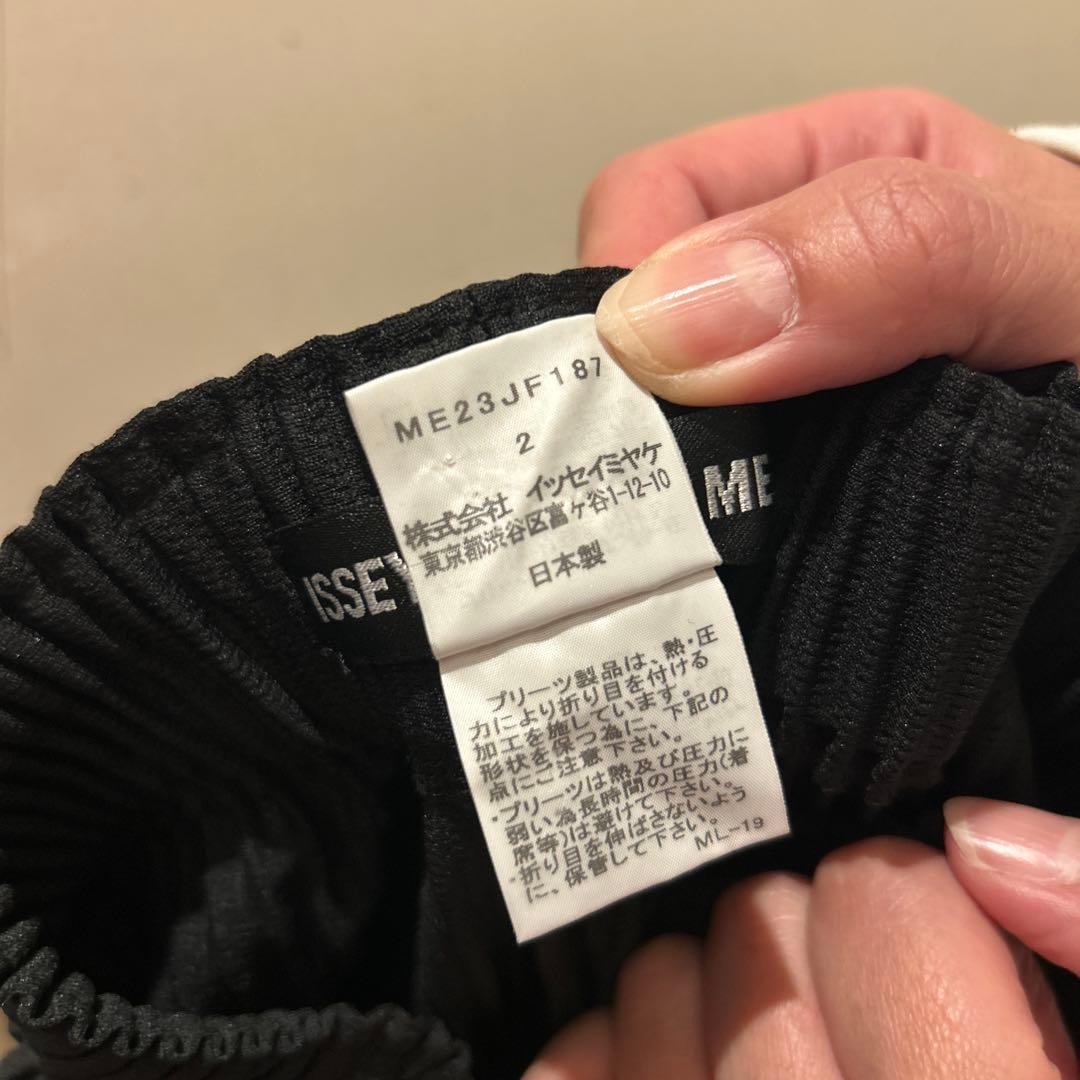 ME23JF187
2
株式会社 イッセイミヤケ
東京都渋谷区富ケ谷1-12-10
日本製
ISSEY
ME
プリーツ製品は、熱・圧
力により折り目を付ける
加工を施しています。
形状を保つ為に、下記の
点にご注意下さい。
・プリーツは熱及び圧力に
弱い為長時間の圧力(着
席等)は避けて下さい。
・折り目を伸ばさないよう
に、保管して下さい。
ML-19